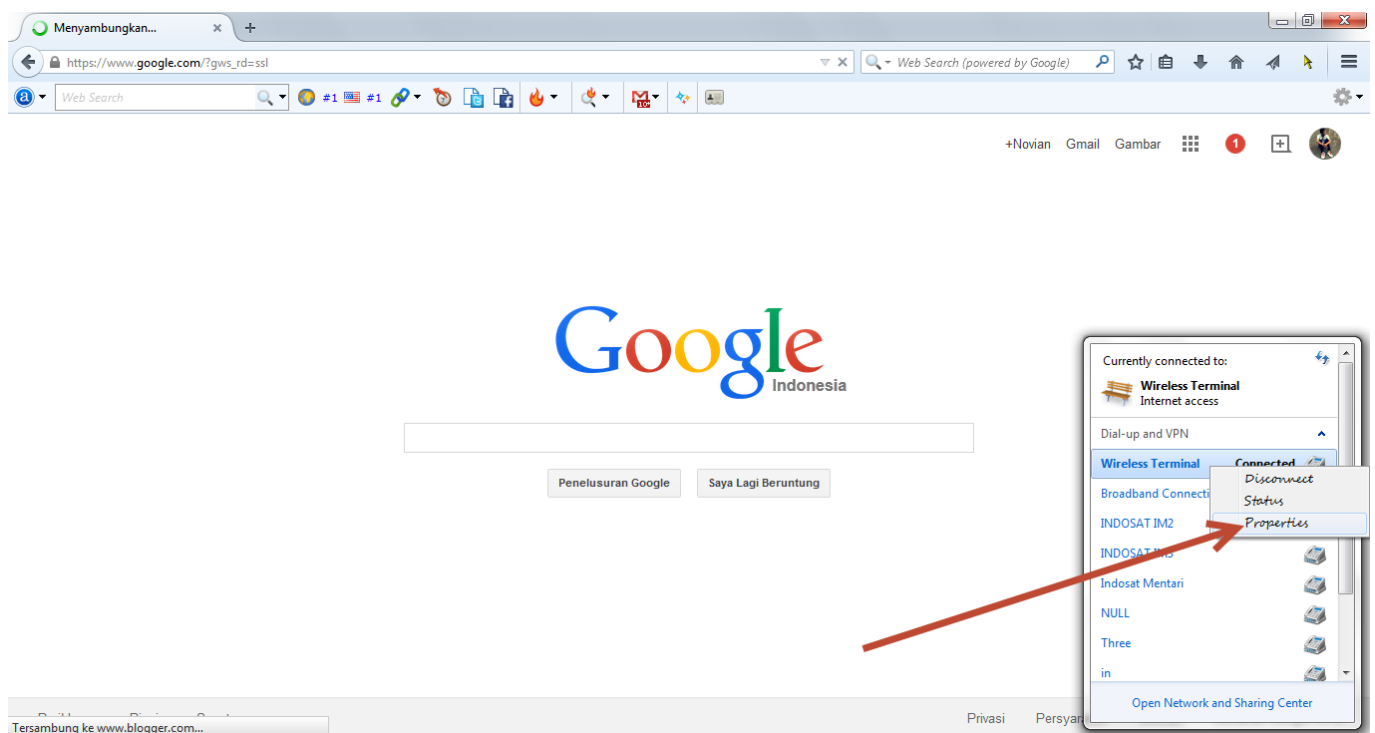 Menyambungkan...
https://www.google.com/?gws_rd=ssl
Web Search (powered by Google)
Web Search
#1 #1
+Novian Gmail Gambar 1
Google
Indonesia
Penelusuran Google Saya Lagi Beruntung
Currently connected to:
Wireless Terminal
Internet access
Dial-up and VPN
Wireless Terminal Connected
Disconnect
Status
Properties
Broadband Connecti
INDOSAT IM2
INDOSAT
Indosat Mentari
NULL
Three
in
Open Network and Sharing Center
Privasi Persyar
Tersambung ke www.blogger.com...